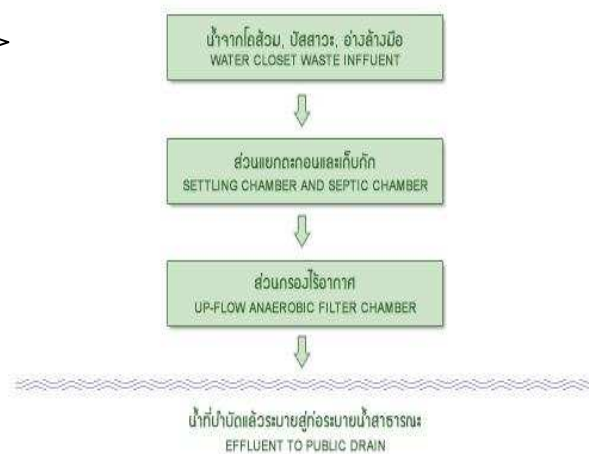 >
น้ำจากโถส้วม, ปัสสาวะ, อ่างล้างมือ
WATER CLOSET WASTE INFFUENT
ส่วนแยกตะกอนและเก็บกัก
SETTLING CHAMBER AND SEPTIC CHAMBER
ส่วนกรองไร้อากาศ
UP-FLOW ANAEROBIC FILTER CHAMBER
น้ำที่บำบัดแล้วระบายสู่ท่อระบายน้ำสาธารณะ
EFFLUENT TO PUBLIC DRAIN